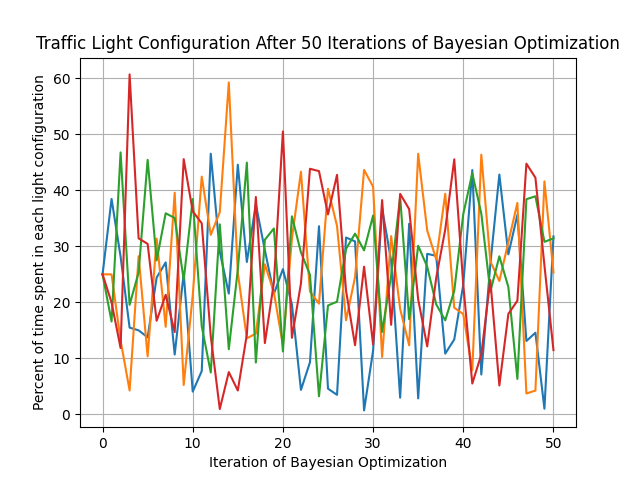 Traffic Light Configuration After 50 Iterations of Bayesian Optimization
Percent of time spent in each light configuration
60
50
40
30
20
10
0
0 10 20 30 40 50
Iteration of Bayesian Optimization